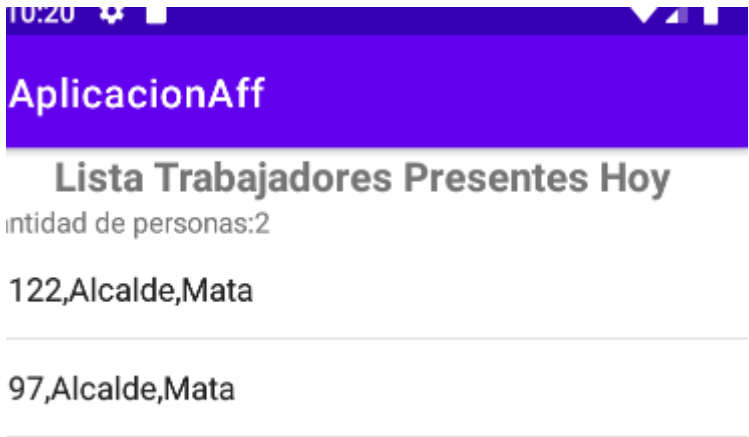 10:20
AplicacionAff
Lista Trabajadores Presentes Hoy
ntidad de personas:2
122,Alcalde,Mata
97,Alcalde,Mata